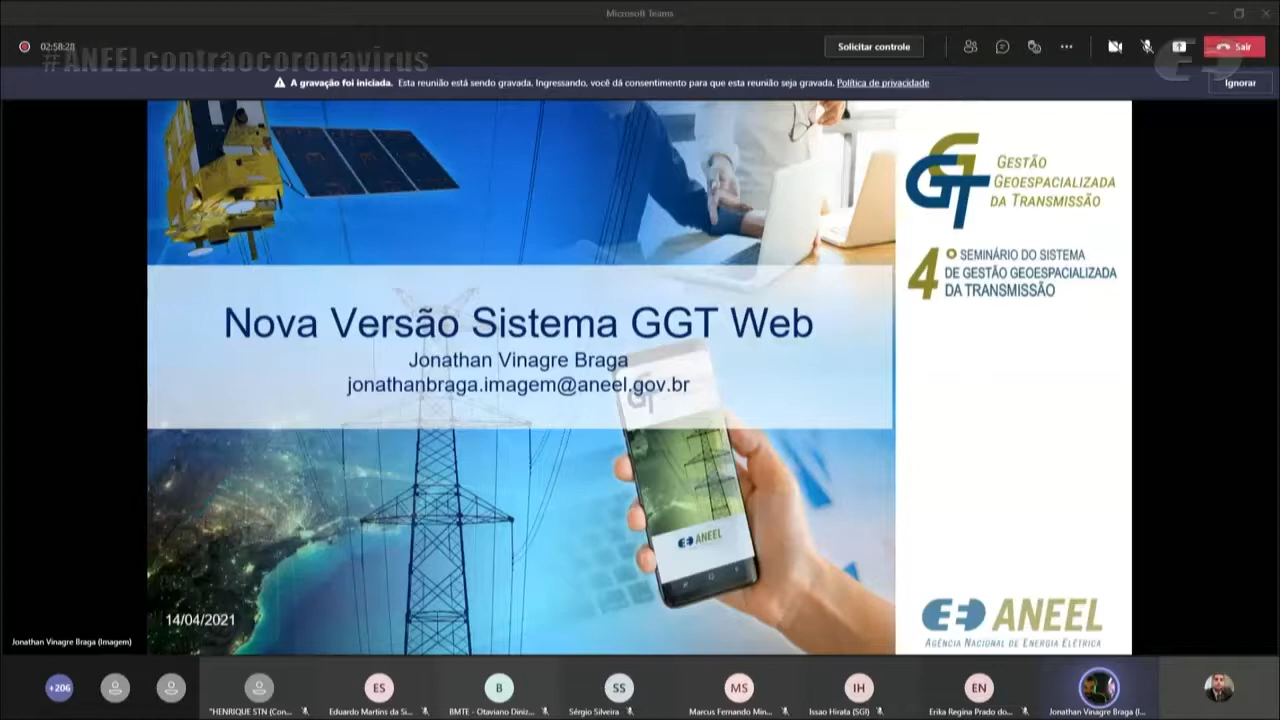 Microsoft Teams
02:58:28
#ANEELcontraocoronavirus
Solicitar controle
Sair
A gravação foi iniciada. Esta reunião está sendo gravada. Ingressando, você dá consentimento para que esta reunião seja gravada. Política de privacidade
Ignorar
GGT
GESTÃO
GEOESPACIALIZADA
DA TRANSMISSÃO
4º SEMINÁRIO DO SISTEMA
DE GESTÃO GEOESPACIALIZADA
DA TRANSMISSÃO
Nova Versão Sistema GGT Web
Jonathan Vinagre Braga
jonathanbraga.imagem@aneel.gov.br
GGT
ANEEL
14/04/2021
ANEEL
AGÊNCIA NACIONAL DE ENERGIA ELÉTRICA
Jonathan Vinagre Braga (Imagem)
+206
ES
B
SS
MS
IH
EN
"HENRIQUE STN (Con...
Eduardo Martins da Si...
BMTE - Otaviano Diniz...
Sérgio Silveira
Marcus Fernando Min...
Issao Hirata (SGI)
Erika Regina Prado do...
Jonathan Vinagre Braga (I...